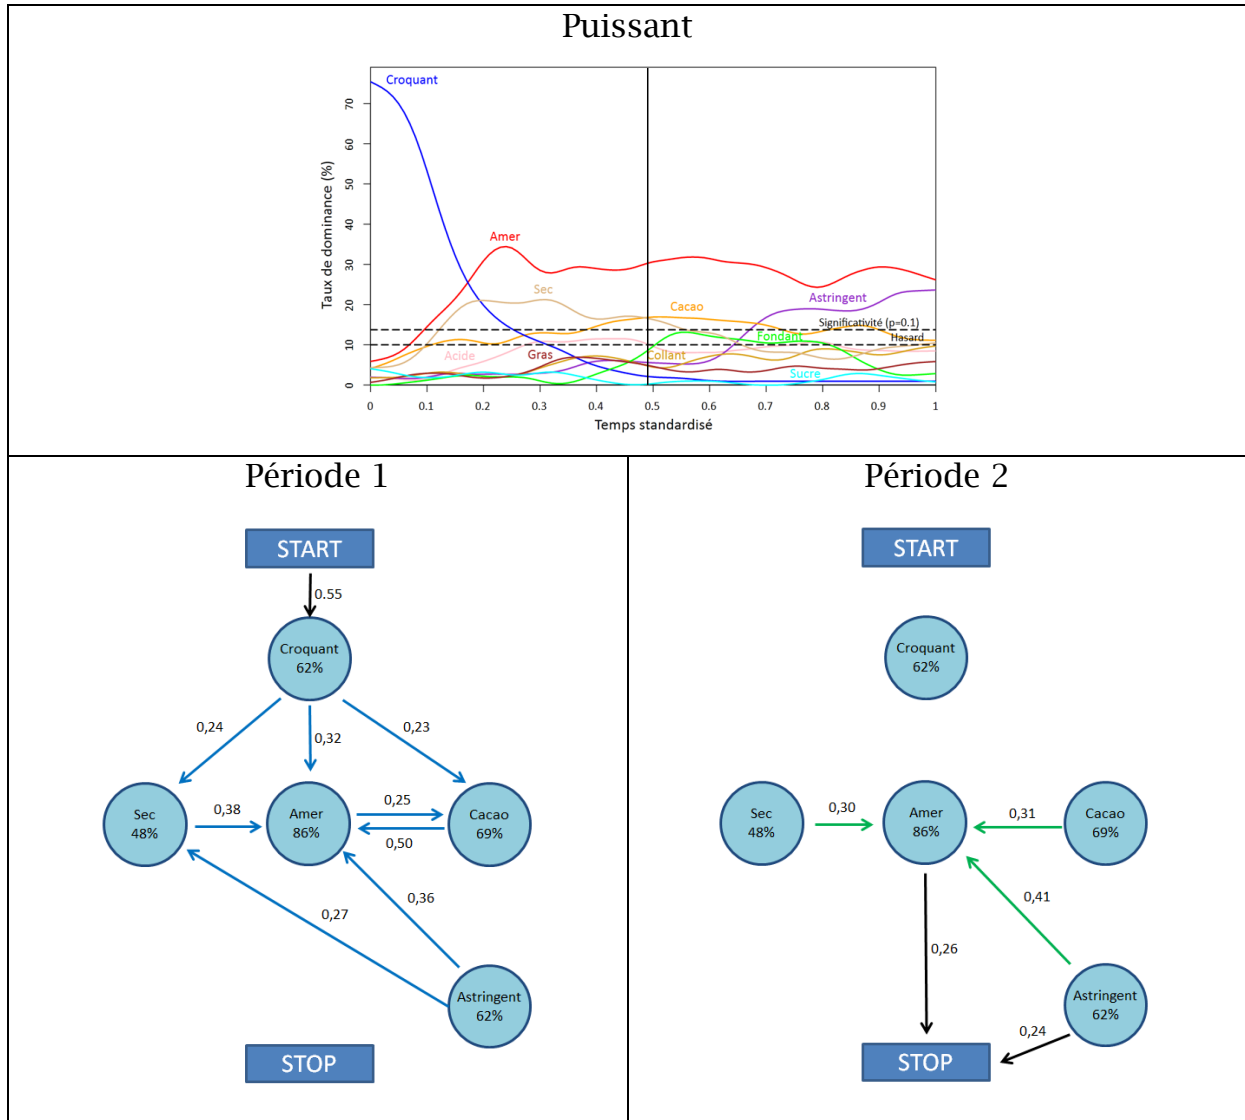 Puissant
Croquant
Amer
Sec
Cacao
Astringent
Significativité (p=0.1)
Fondant
Hasard
Acide
Gras
Collant
Sucre
Taux de dominance (%)
70
60
50
40
30
20
10
0
0 0.1 0.2 0.3 0.4 0.5 0.6 0.7 0.8 0.9 1
Temps standardisé
Période 1
START
0.55
Croquant
62%
0,24
0,32
0,23
Sec
48%
0,38
Amer
86%
0,25
0,50
Cacao
69%
0,27
0,36
Astringent
62%
STOP
Période 2
START
Croquant
62%
Sec
48%
0,30
Amer
86%
0,31
Cacao
69%
0,41
0,26
Astringent
62%
0,24
STOP